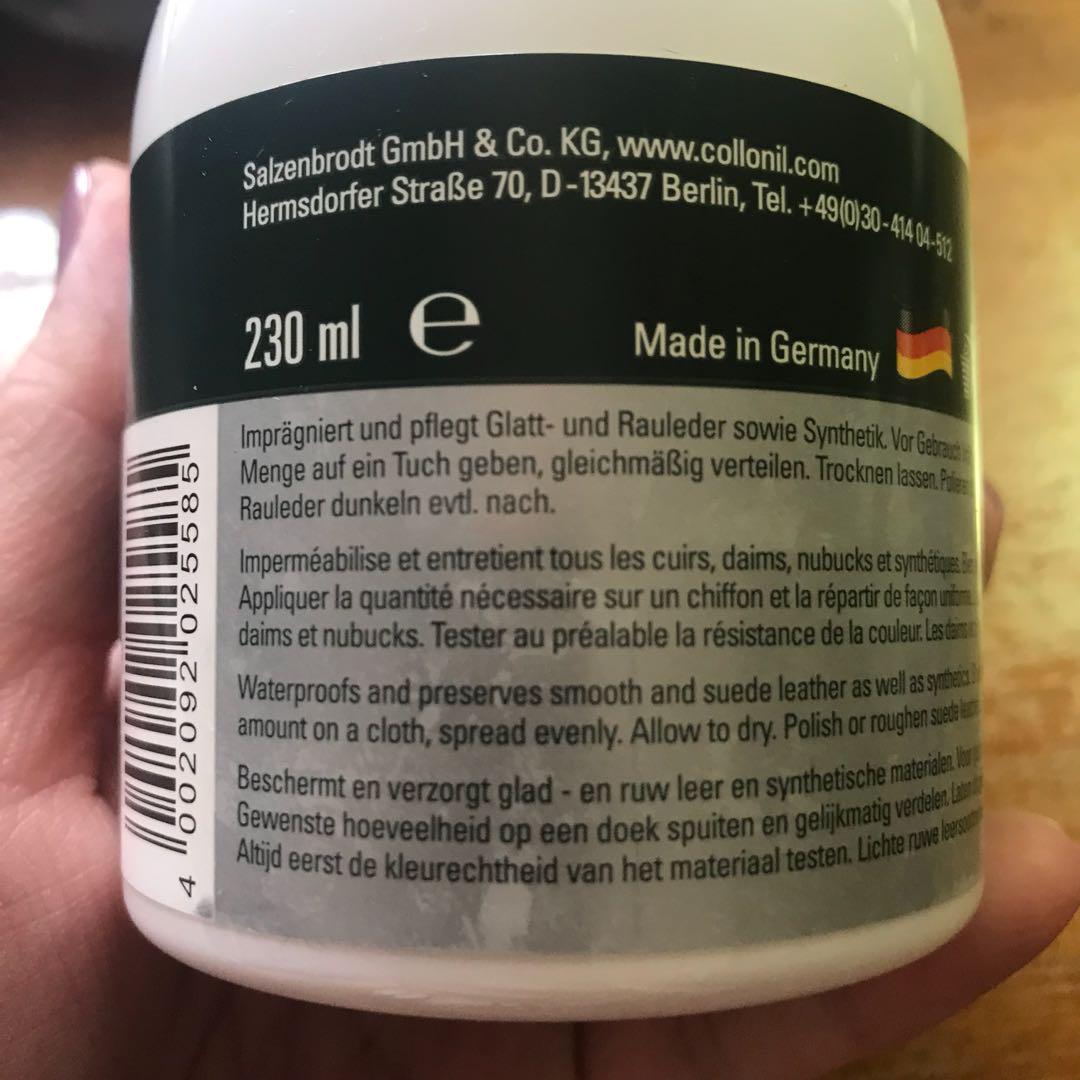 Salzenbrodt GmbH & Co. KG, www.collonil.com
Hermsdorfer Straße 70, D-13437 Berlin, Tel. +49(0)30-414 04-512
230 ml e
Made in Germany
Imprägniert und pflegt Glatt- und Rauleder sowie Synthetik. Vor Gebrauch
Menge auf ein Tuch geben, gleichmäßig verteilen. Trocknen lassen.
Rauleder dunkeln evtl. nach.
Imperméabilise et entretient tous les cuirs, daims, nubucks et synthétiques.
Appliquer la quantité nécessaire sur un chiffon et la répartir de façon uniforme.
daims et nubucks. Tester au préalable la résistance de la couleur. Les daims
Waterproofs and preserves smooth and suede leather as well as synthetics.
amount on a cloth, spread evenly. Allow to dry. Polish or roughen suede
Beschermt en verzorgt glad - en ruw leer en synthetische materialen. Voor
Gewenste hoeveelheid op een doek spuiten en gelijkmatig verdelen. Laten
Altijd eerst de kleurechtheid van het materiaal testen. Lichte ruwe
4 002092 025585